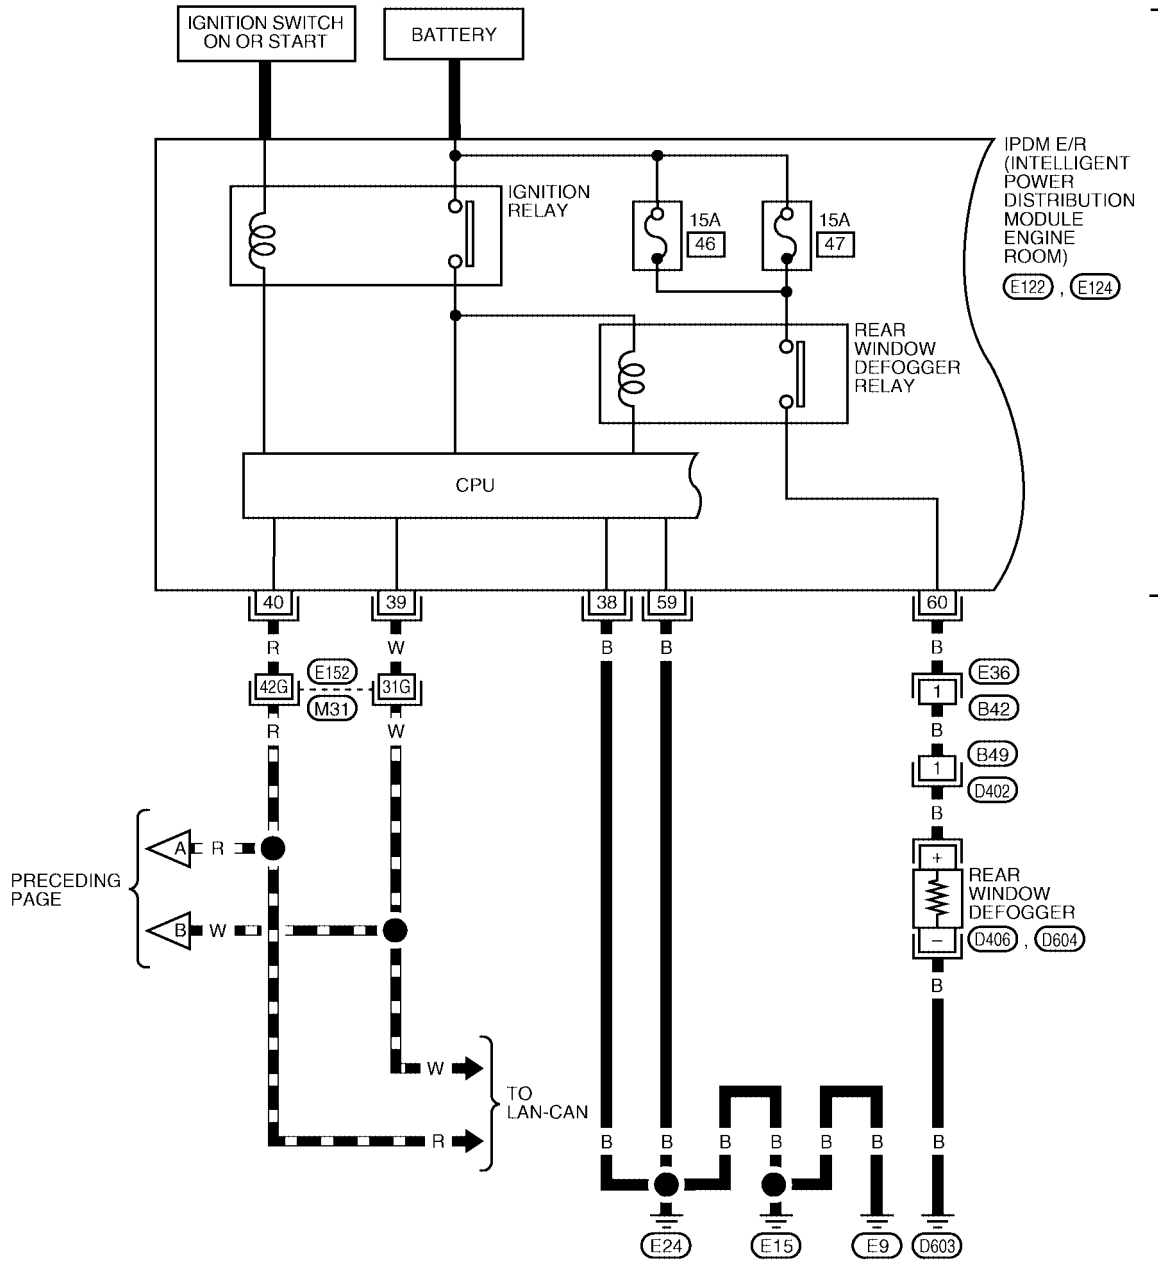 IGNITION SWITCH
ON OR START
BATTERY
IPDM E/R
(INTELLIGENT
POWER
DISTRIBUTION
MODULE
ENGINE
ROOM)
E122 , E124
IGNITION
RELAY
15A
46
15A
47
REAR
WINDOW
DEFOGGER
RELAY
CPU
40 39 38 59 60
R W B B B
42G E152 31G
M31
R W
E36
1
B42
B
B49
1
D402
B
PRECEDING
PAGE
A R
B W
+
REAR
WINDOW
DEFOGGER
–
D406 , D604
B
W
TO
LAN-CAN
R
B B B B B B B
E24 E15 E9 D603